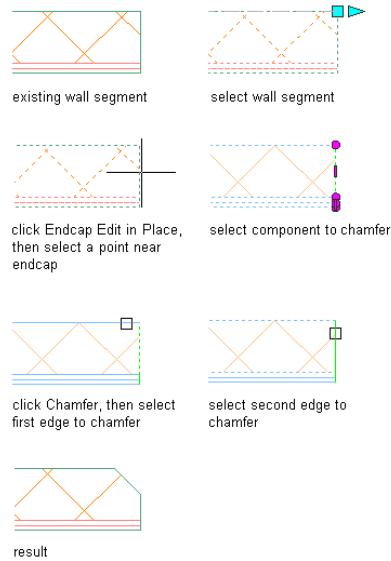 existing wall segment
select wall segment
click Endcap Edit in Place,
then select a point near
endcap
select component to chamfer
click Chamfer, then select
first edge to chamfer
select second edge to
chamfer
result